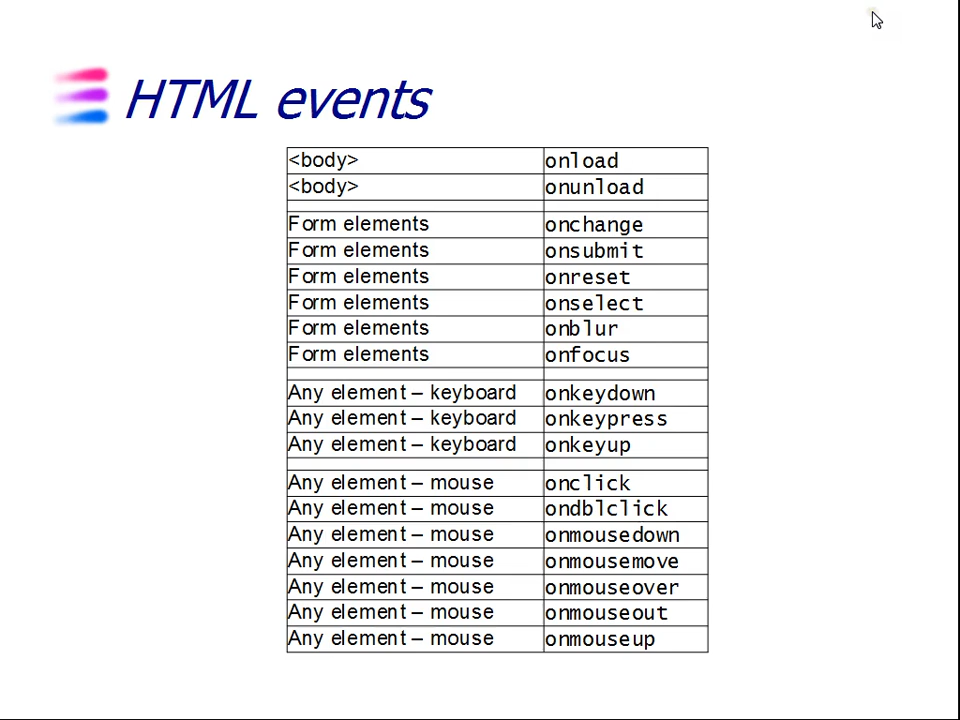 HTML events
<body> onload
<body> onunload
Form elements onchange
Form elements onsubmit
Form elements onreset
Form elements onselect
Form elements onblur
Form elements onfocus
Any element – keyboard onkeydown
Any element – keyboard onkeypress
Any element – keyboard onkeyup
Any element – mouse onclick
Any element – mouse ondblclick
Any element – mouse onmousedown
Any element – mouse onmousemove
Any element – mouse onmouseover
Any element – mouse onmouseout
Any element – mouse onmouseup